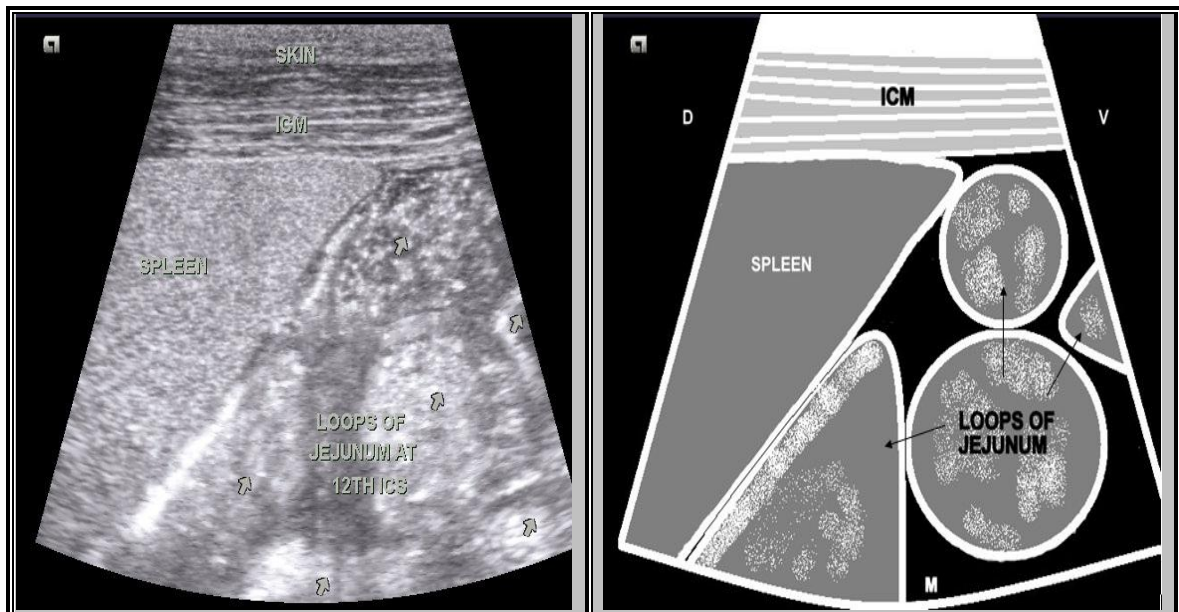 SKIN
ICM
SPLEEN
LOOPS OF
JEJUNUM AT
12TH ICS
ICM
D
V
SPLEEN
LOOPS OF
JEJUNUM
M